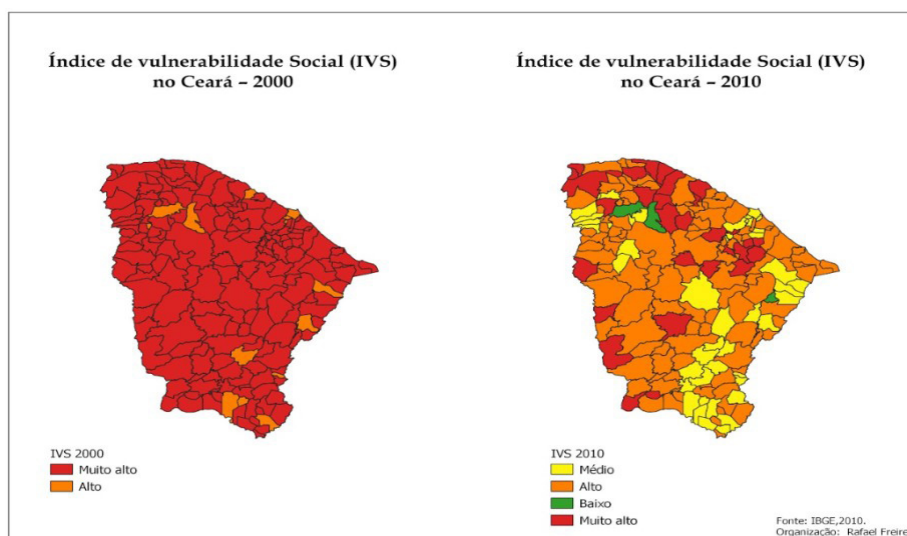 Índice de vulnerabilidade Social (IVS)
no Ceará – 2000
Índice de vulnerabilidade Social (IVS)
no Ceará – 2010
IVS 2000
Muito alto
Alto
IVS 2010
Médio
Alto
Baixo
Muito alto
Fonte: IBGE,2010.
Organização: Rafael Freire